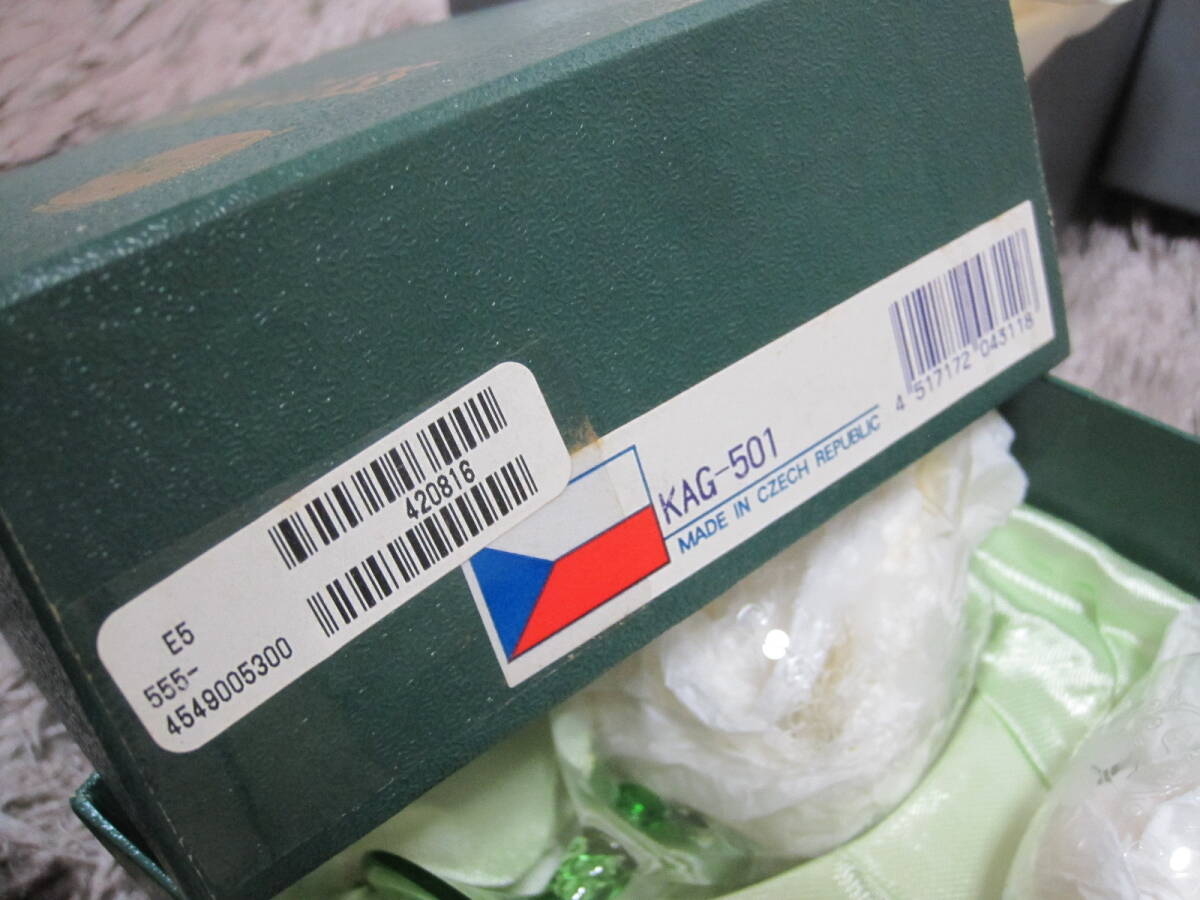 420816
E5
555-
4549005300
KAG-501
MADE IN CZECH REPUBLIC
4 517172 043118